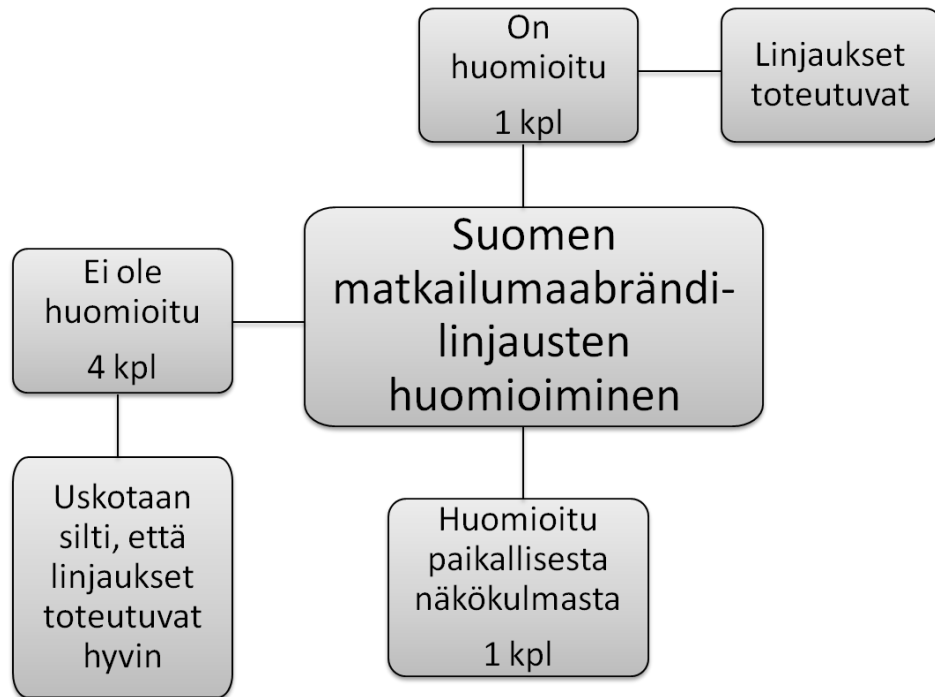 On
huomioitu
1 kpl
Linjaukset
toteutuvat
Suomen
matkailumaabrändi-
linjausten
huomioiminen
Ei ole
huomioitu
4 kpl
Uskotaan
silti, että
linjaukset
toteutuvat
hyvin
Huomioitu
paikallisesta
näkökulmasta
1 kpl